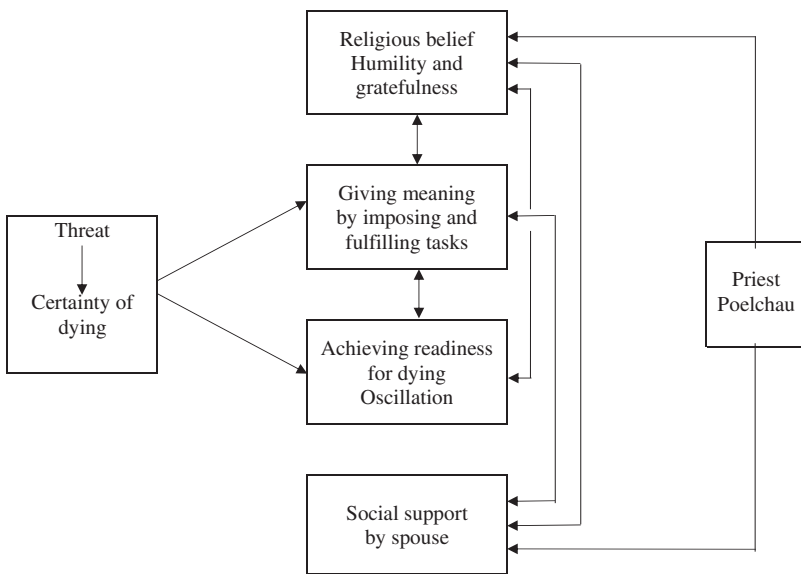 Religious belief
Humility and
gratefulness
Giving meaning
by imposing and
fulfilling tasks
Threat
Certainty of
dying
Priest
Poelchau
Achieving readiness
for dying
Oscillation
Social support
by spouse